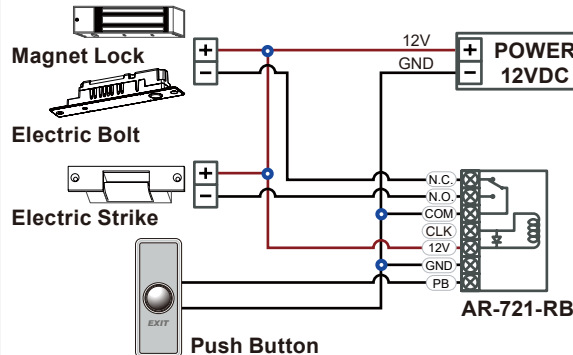 Magnet Lock
Electric Bolt
Electric Strike
EXIT
Push Button
+
−
+
−
12V
GND
+
−
POWER
12VDC
N.C.
N.O.
COM
CLK
12V
GND
PB
AR-721-RB